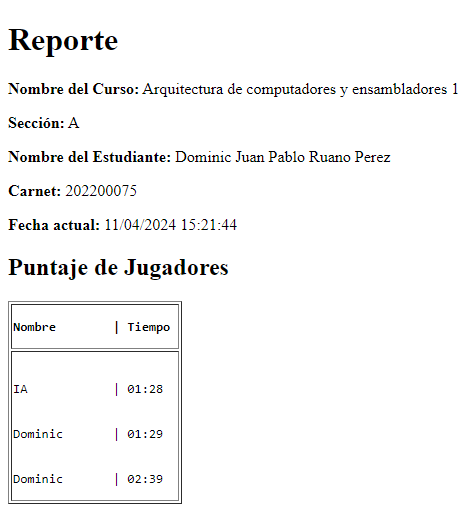 Reporte
Nombre del Curso: Arquitectura de computadores y ensambladores 1
Sección: A
Nombre del Estudiante: Dominic Juan Pablo Ruano Perez
Carnet: 202200075
Fecha actual: 11/04/2024 15:21:44
Puntaje de Jugadores
Nombre | Tiempo
IA | 01:28
Dominic | 01:29
Dominic | 02:39